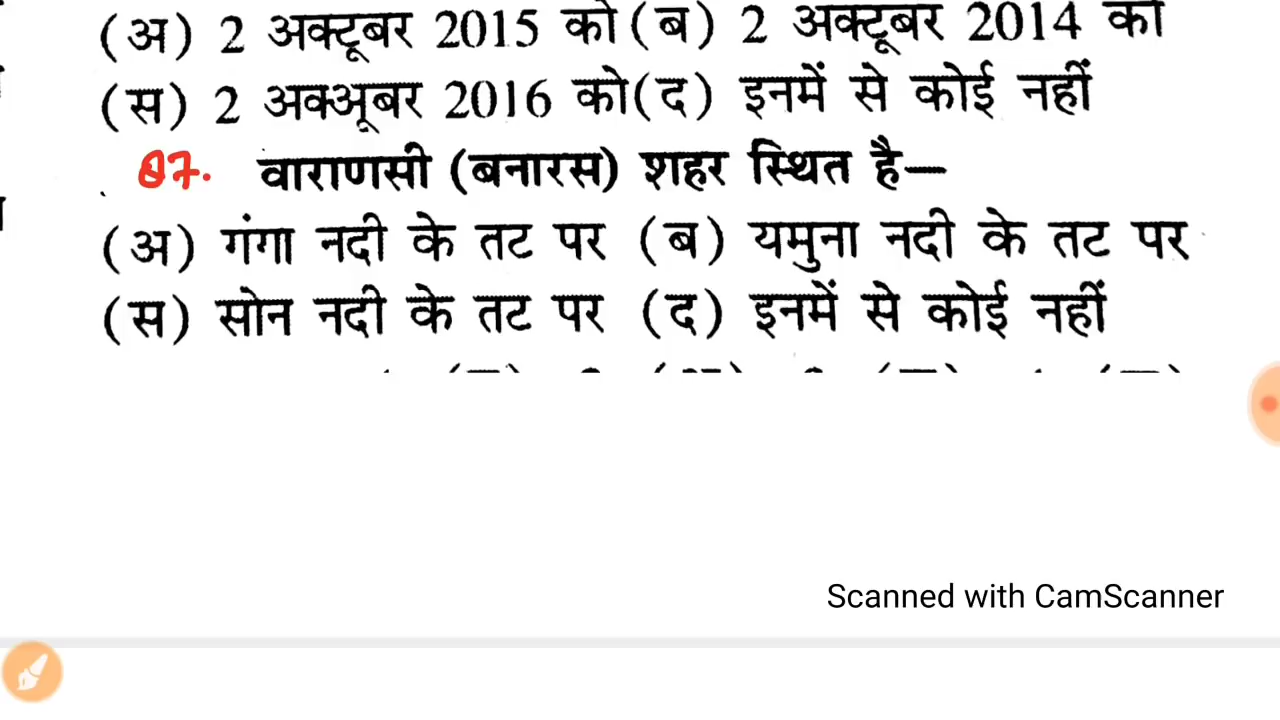 (अ) 2 अक्टूबर 2015 को (ब) 2 अक्टूबर 2014 को
(स) 2 अक्अूबर 2016 को (द) इनमें से कोई नहीं
Q7. वाराणसी (बनारस) शहर स्थित है—
(अ) गंगा नदी के तट पर (ब) यमुना नदी के तट पर
(स) सोन नदी के तट पर (द) इनमें से कोई नहीं
Scanned with CamScanner